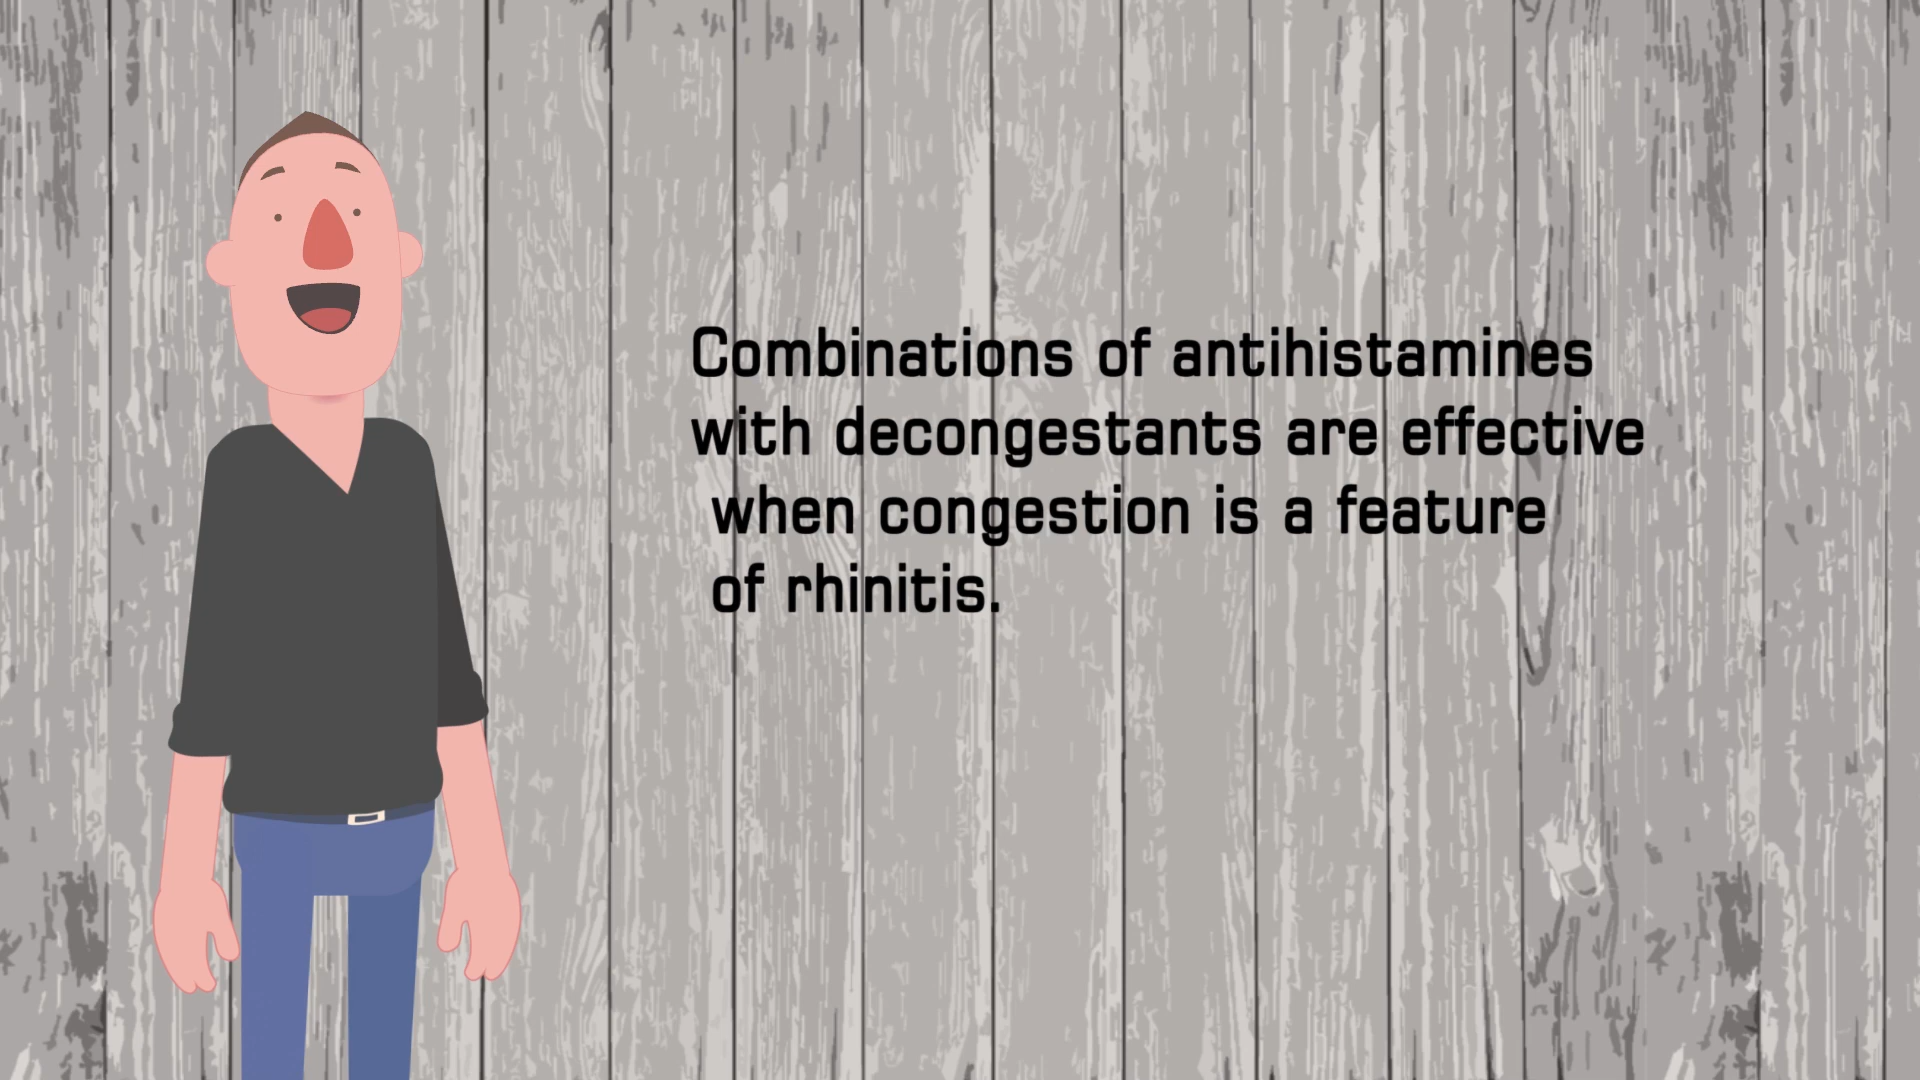 Combinations of antihistamines
with decongestants are effective
when congestion is a feature
of rhinitis.